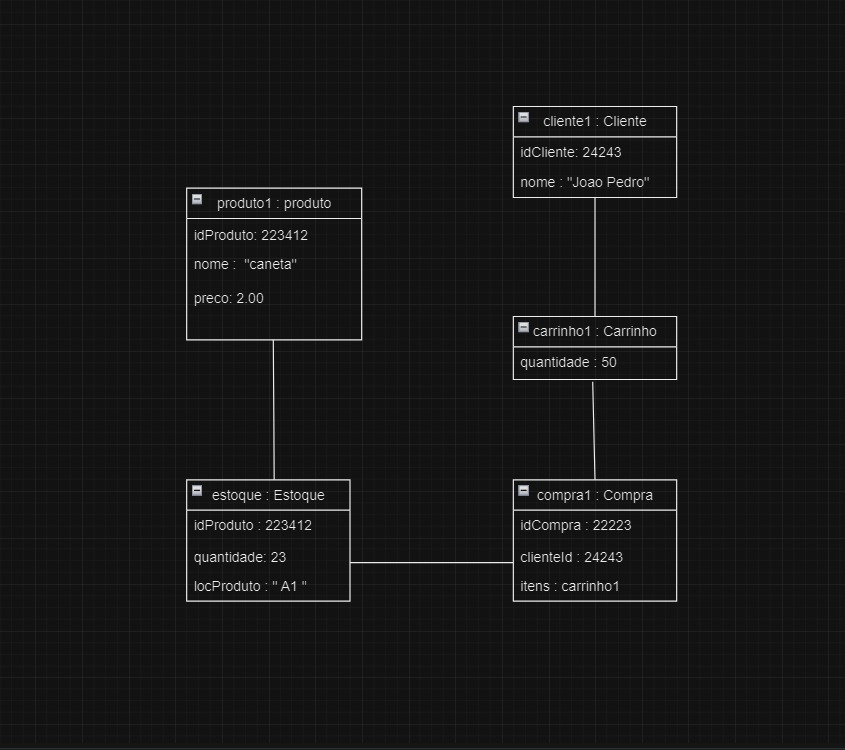 cliente1 : Cliente
idCliente: 24243
nome : "Joao Pedro"
produto1 : produto
idProduto: 223412
nome :  "caneta"
preco: 2.00
carrinho1 : Carrinho
quantidade : 50
estoque : Estoque
idProduto : 223412
quantidade: 23
locProduto : " A1 "
compra1 : Compra
idCompra : 22223
clienteId : 24243
itens : carrinho1